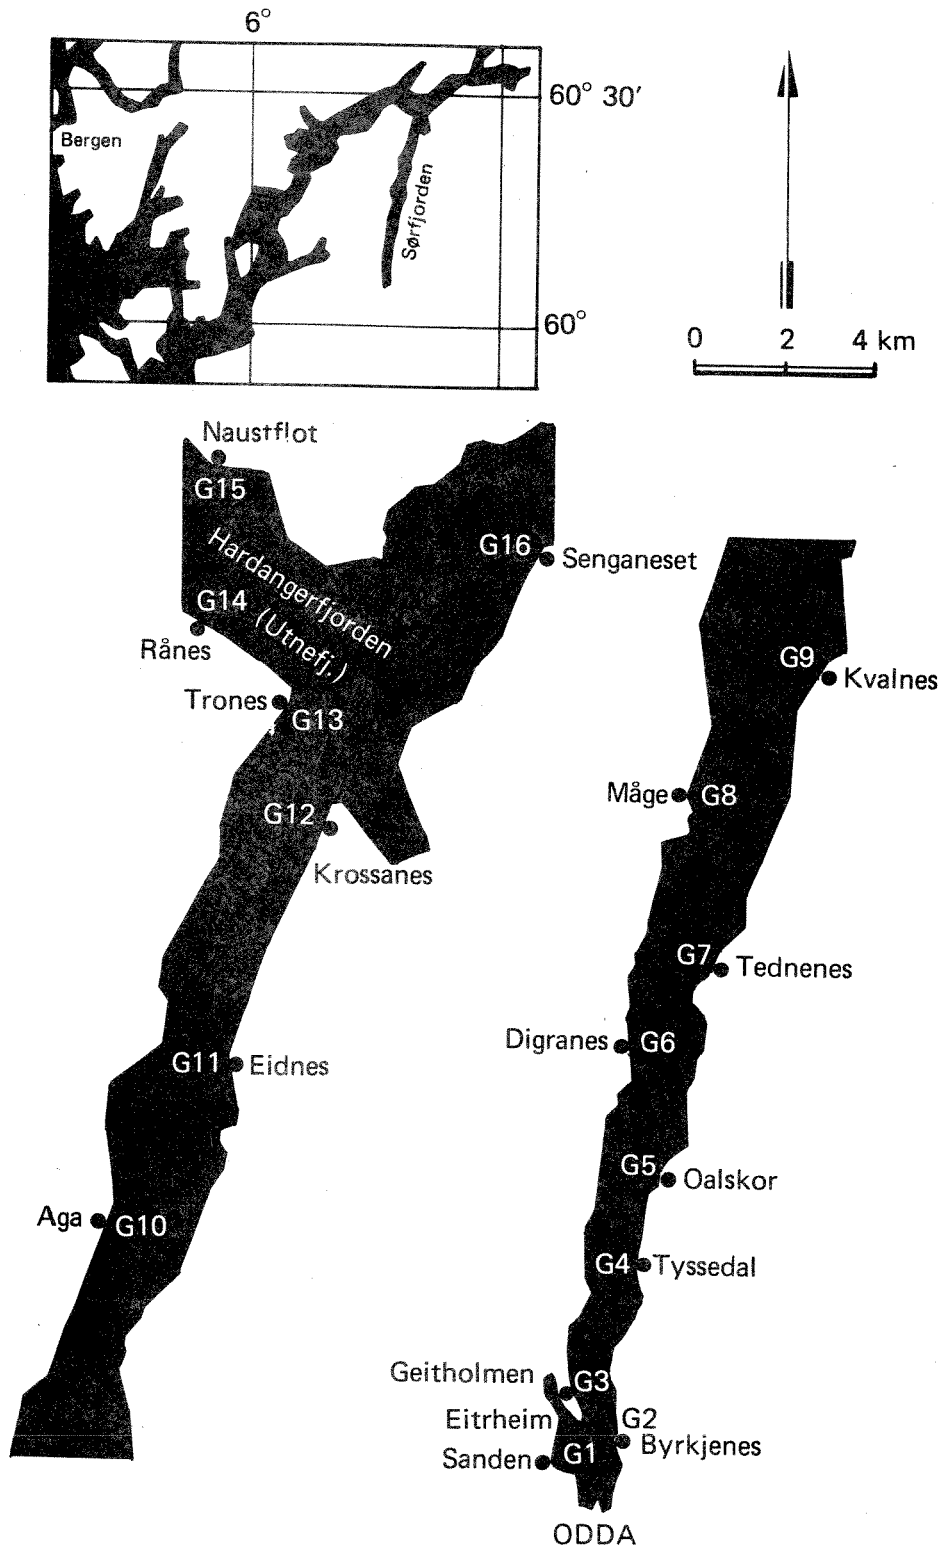 6°
60° 30′
Bergen
Sørfjorden
60°
0 2 4 km
Naustflot
G15
Hardangerfjorden
(Utnefj.)
G16
Senganeset
G14
Rånes
Trones
G13
G12
Krossanes
G11
Eidnes
Aga
G10
G9
Kvalnes
Måge
G8
G7
Tednenes
Digranes
G6
G5
Oalskor
G4
Tyssedal
Geitholmen
G3
Eitrheim
G2
Byrkjenes
Sanden
G1
ODDA